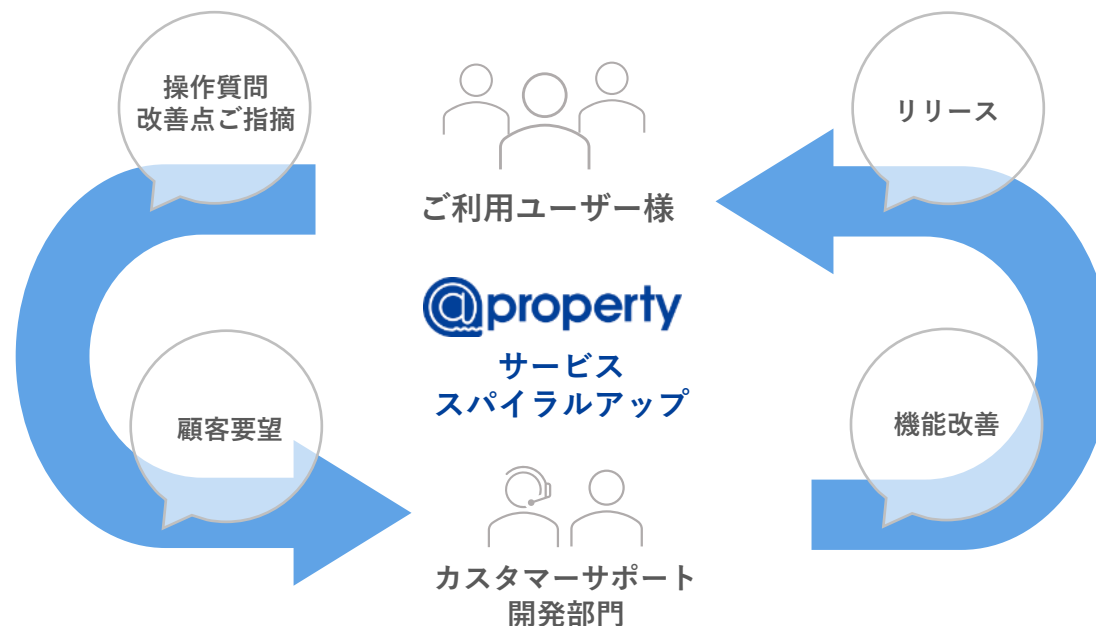 操作質問
改善点ご指摘
リリース
ご利用ユーザー様
@property
サービス
スパイラルアップ
顧客要望
機能改善
カスタマーサポート
開発部門